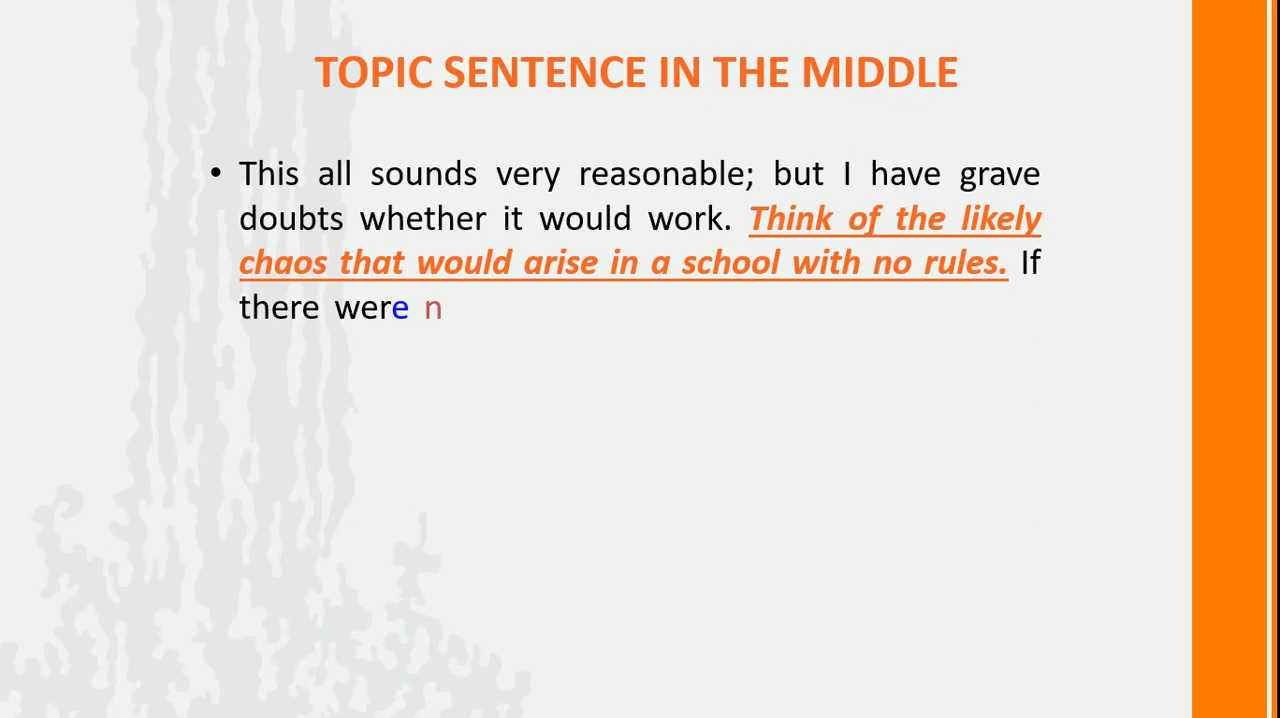 TOPIC SENTENCE IN THE MIDDLE
• This all sounds very reasonable; but I have grave
doubts whether it would work. Think of the likely
chaos that would arise in a school with no rules. If
there were n